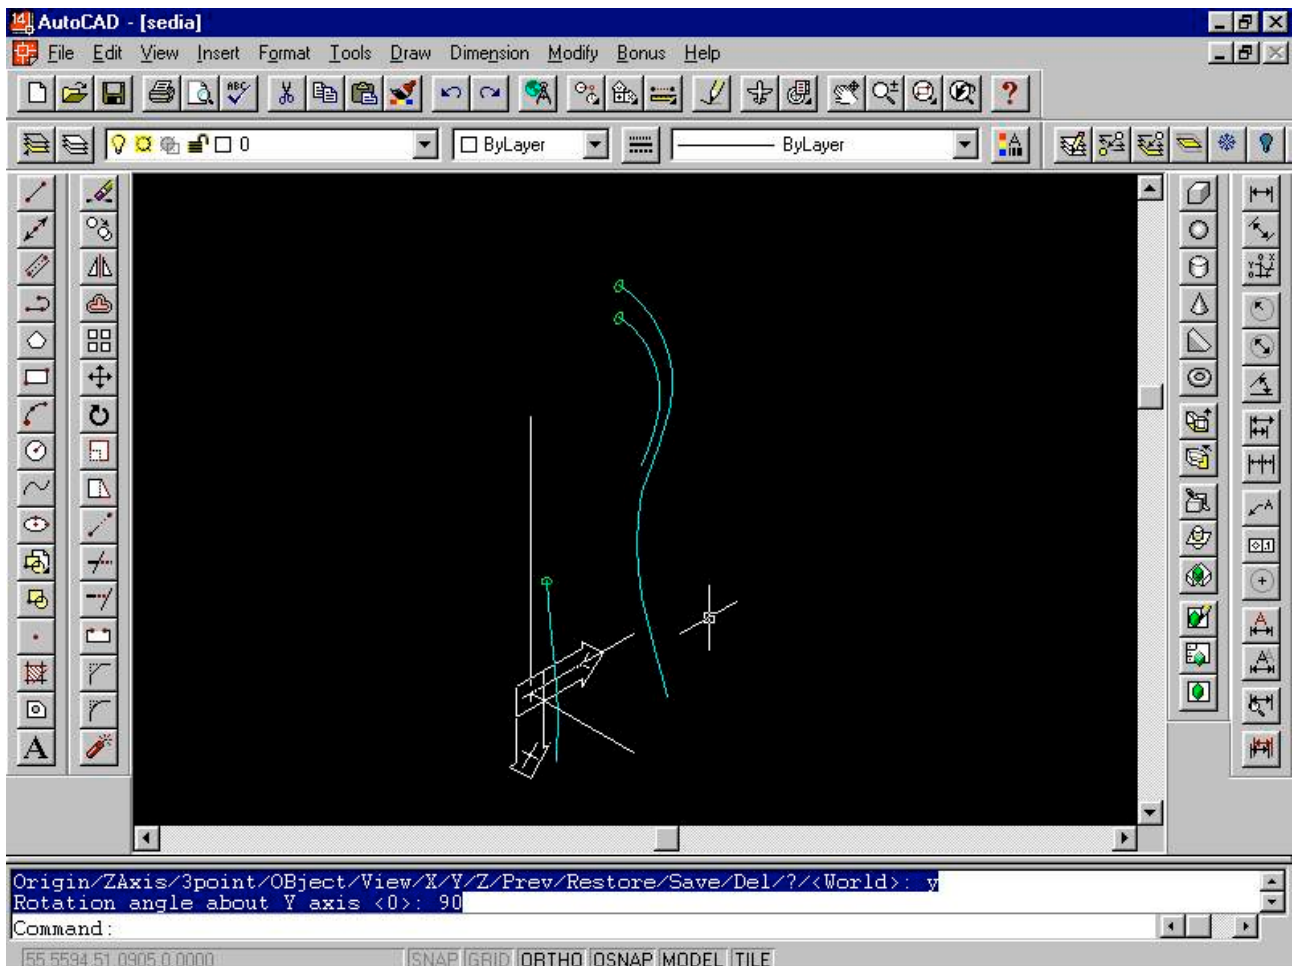 AutoCAD - [sedia]
File Edit View Insert Format Tools Draw Dimension Modify Bonus Help
ABC
?
0 ByLayer ByLayer
A
Origin/ZAxis/3point/OBject/View/X/Y/Z/Prev/Restore/Save/Del/?/<World>: y
Rotation angle about Y axis <0>: 90
Command:
55.5594,51.0905,0.0000 SNAP GRID ORTHO OSNAP MODEL TILE